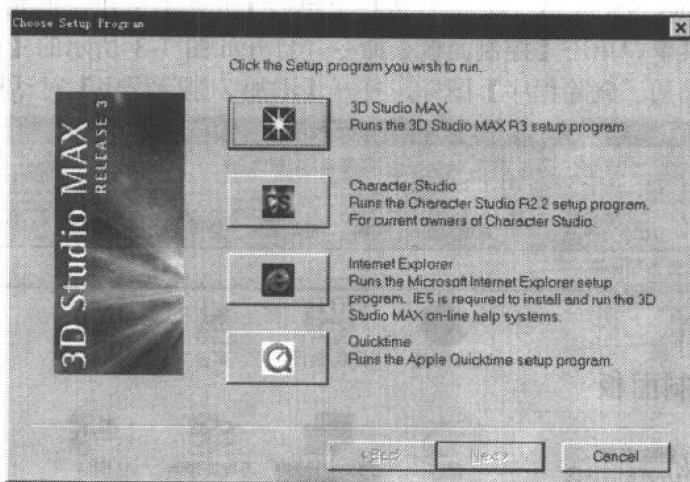 Choose Setup Program
Click the Setup program you wish to run.
3D Studio MAX
RELEASE 3
3D Studio MAX
Runs the 3D Studio MAX R3 setup program
Character Studio
Runs the Character Studio R2.2 setup program.
For current owners of Character Studio.
Internet Explorer
Runs the Microsoft Internet Explorer setup
program. IE5 is required to install and run the 3D
Studio MAX on-line help systems.
Quicktime
Runs the Apple Quicktime setup program.
<Back
Next>
Cancel